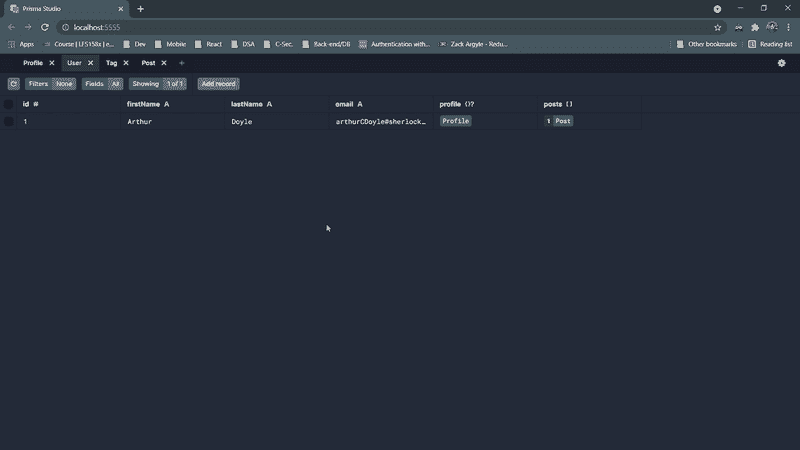 Prisma Studio
localhost:5555
Apps Course | LFS158x | e... Dev Mobile React DSA C-Sec. Back-end/DB Authentication with... Zack Argyle - Redu... Other bookmarks Reading list
Profile User Tag Post
Filters None Fields All Showing 1 of 1 Add record
id # firstName A lastName A email A profile {}? posts []
1 Arthur Doyle arthurCDoyle@sherlock… Profile 1 Post